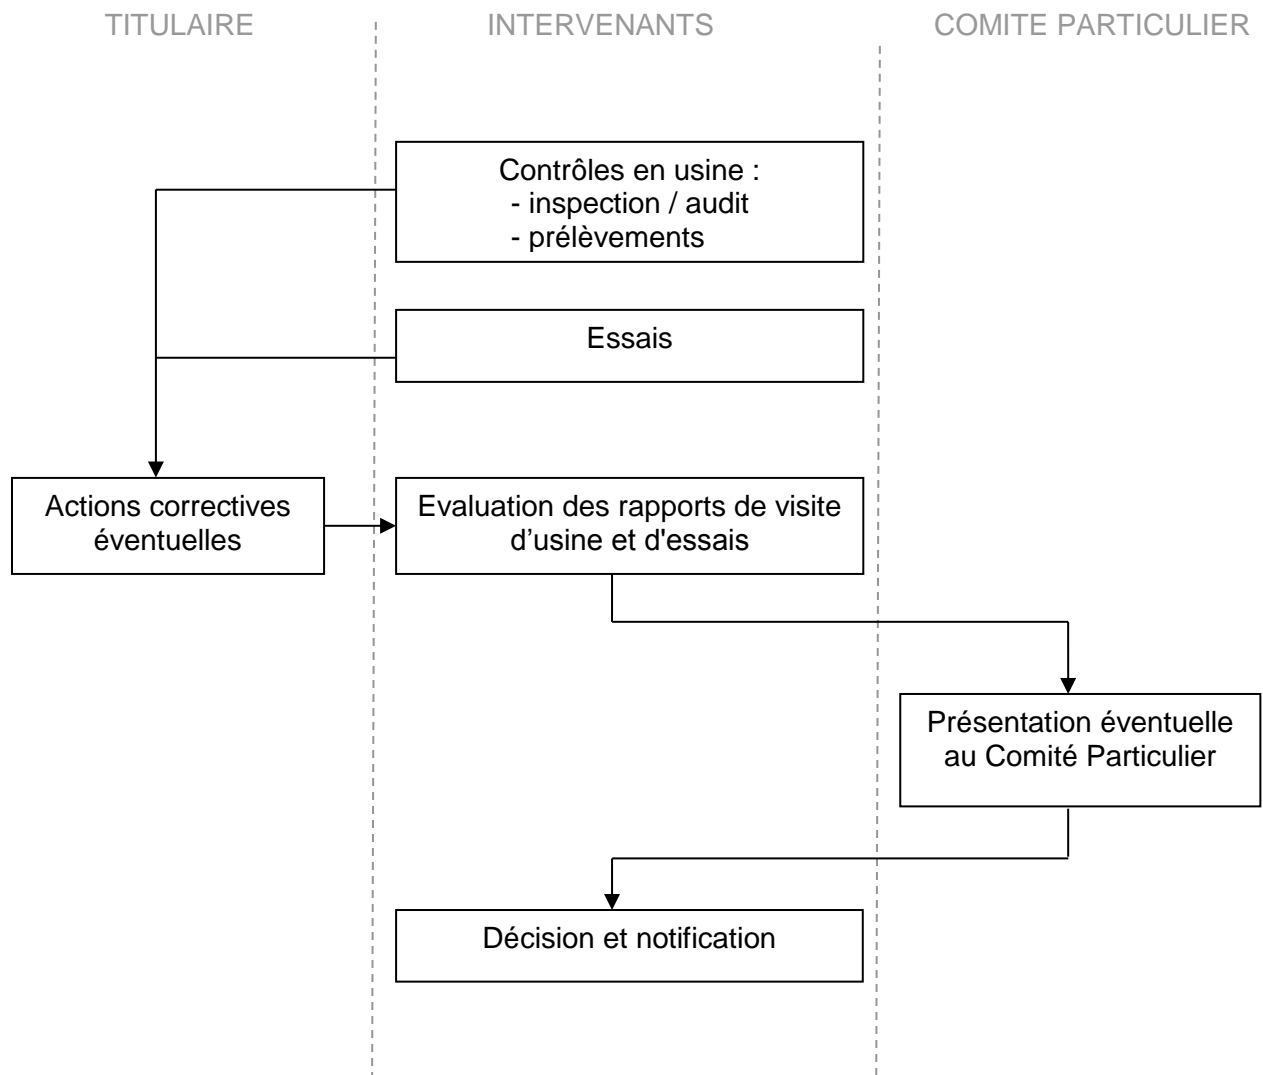 TITULAIRE
INTERVENANTS
COMITE PARTICULIER
Contrôles en usine :
- inspection / audit
- prélèvements
Essais
Actions correctives
éventuelles
Evaluation des rapports de visite
d’usine et d'essais
Présentation éventuelle
au Comité Particulier
Décision et notification